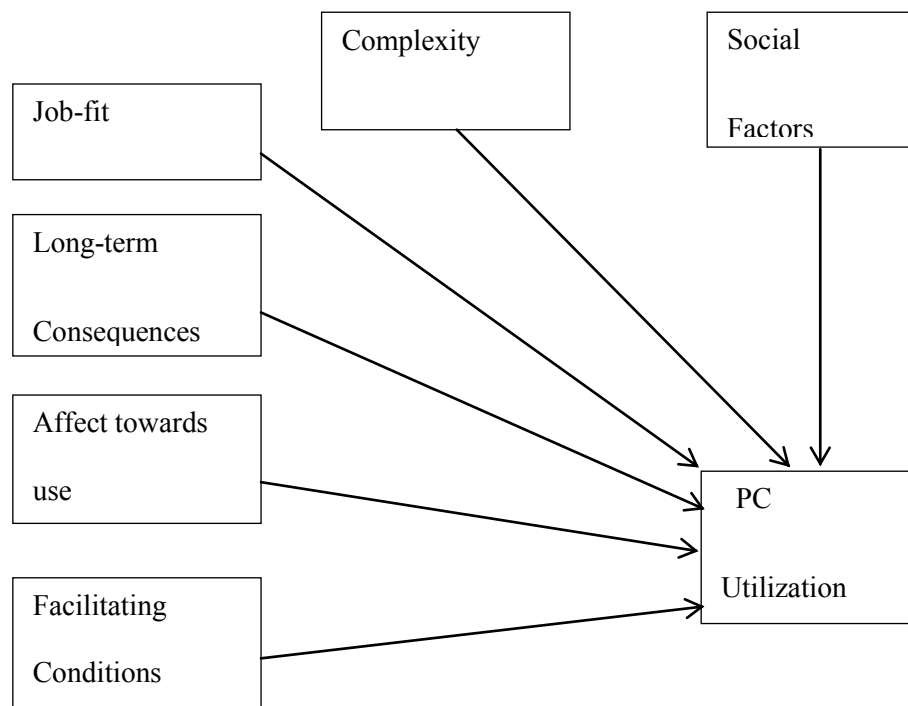 Complexity
Social
Factors
Job-fit
Long-term
Consequences
Affect towards
use
Facilitating
Conditions
PC
Utilization